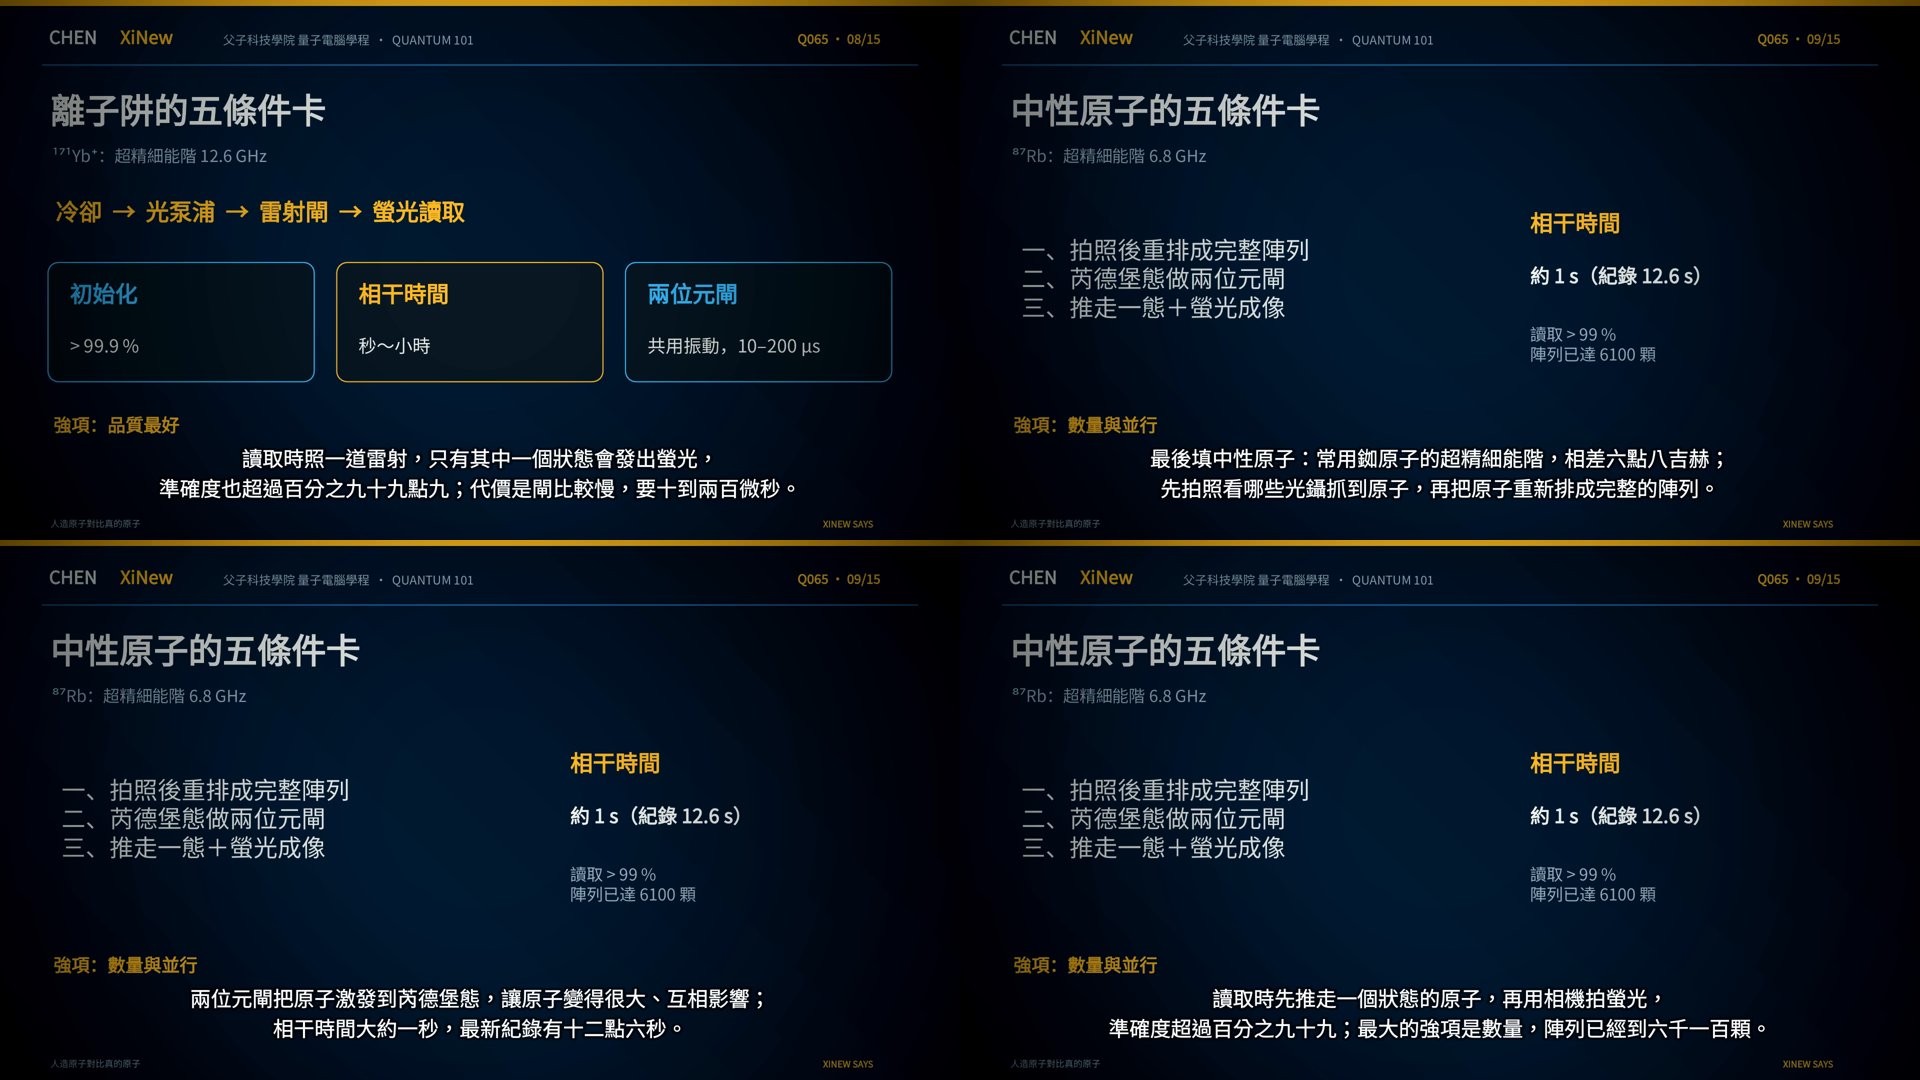 CHEN XiNew 父子科技學院 量子電腦學程 · QUANTUM 101 Q065 · 08/15
離子阱的五條件卡
¹⁷¹Yb⁺：超精細能階 12.6 GHz
冷卻 → 光泵浦 → 雷射閘 → 螢光讀取
初始化
> 99.9 %
相干時間
秒～小時
兩位元閘
共用振動，10–200 µs
強項：品質最好
讀取時照一道雷射，只有其中一個狀態會發出螢光，
準確度也超過百分之九十九點九；代價是閘比較慢，要十到兩百微秒。
人造原子對比真的原子 XINEW SAYS
CHEN XiNew 父子科技學院 量子電腦學程 · QUANTUM 101 Q065 · 09/15
中性原子的五條件卡
⁸⁷Rb：超精細能階 6.8 GHz
一、拍照後重排成完整陣列
二、芮德堡態做兩位元閘
三、推走一態＋螢光成像
相干時間
約 1 s（紀錄 12.6 s）
讀取 > 99 %
陣列已達 6100 顆
強項：數量與並行
最後填中性原子：常用銣原子的超精細能階，相差六點八吉赫；
先拍照看哪些光鑷抓到原子，再把原子重新排成完整的陣列。
人造原子對比真的原子 XINEW SAYS
CHEN XiNew 父子科技學院 量子電腦學程 · QUANTUM 101 Q065 · 09/15
中性原子的五條件卡
⁸⁷Rb：超精細能階 6.8 GHz
一、拍照後重排成完整陣列
二、芮德堡態做兩位元閘
三、推走一態＋螢光成像
相干時間
約 1 s（紀錄 12.6 s）
讀取 > 99 %
陣列已達 6100 顆
強項：數量與並行
兩位元閘把原子激發到芮德堡態，讓原子變得很大、互相影響；
相干時間大約一秒，最新紀錄有十二點六秒。
人造原子對比真的原子 XINEW SAYS
CHEN XiNew 父子科技學院 量子電腦學程 · QUANTUM 101 Q065 · 09/15
中性原子的五條件卡
⁸⁷Rb：超精細能階 6.8 GHz
一、拍照後重排成完整陣列
二、芮德堡態做兩位元閘
三、推走一態＋螢光成像
相干時間
約 1 s（紀錄 12.6 s）
讀取 > 99 %
陣列已達 6100 顆
強項：數量與並行
讀取時先推走一個狀態的原子，再用相機拍螢光，
準確度超過百分之九十九；最大的強項是數量，陣列已經到六千一百顆。
人造原子對比真的原子 XINEW SAYS